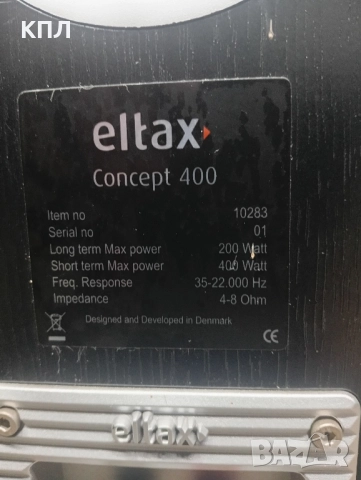 КПЛ
eltax
Concept 400
Item no 10283
Serial no 01
Long term Max power 200 Watt
Short term Max power 400 Watt
Freq. Response 35-22.000 Hz
Impedance 4-8 Ohm
Designed and Developed in Denmark
CE
eltax
BAZAR